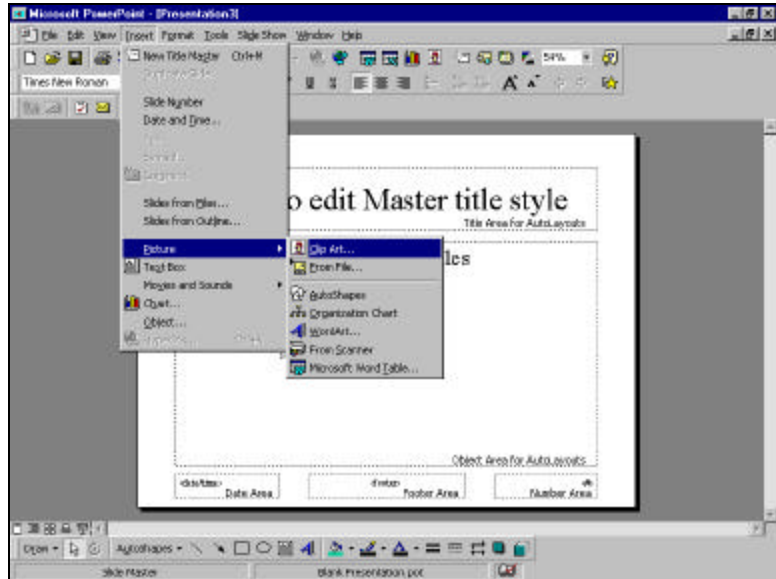 Microsoft PowerPoint - [Presentation3]
File Edit View Insert Format Tools Slide Show Window Help
New Title Master Ctrl+M
54%
Times New Roman
Slide Number
Date and Time...
Slides from Files...
Slides from Outline...
Picture
Text Box
Movies and Sounds
Chart...
Object...
Clip Art...
From File...
AutoShapes
Organization Chart
WordArt...
From Scanner
Microsoft Word Table...
o edit Master title style
Title Area for AutoLayouts
les
Object Area for AutoLayouts
<date/time>
Date Area
<footer>
Footer Area
<#>
Number Area
Draw
AutoShapes
Slide Master
Blank Presentation.pot